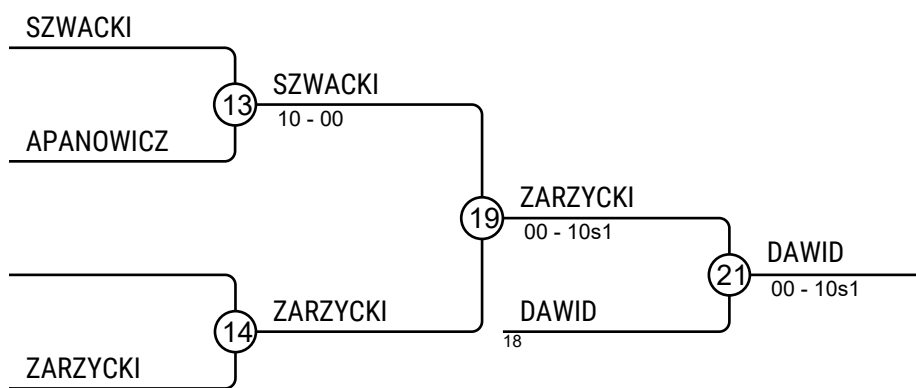 SZWACKI
13
SZWACKI
10 - 00
APANOWICZ
19
ZARZYCKI
00 - 10s1
21
DAWID
00 - 10s1
14
ZARZYCKI
DAWID
18
ZARZYCKI